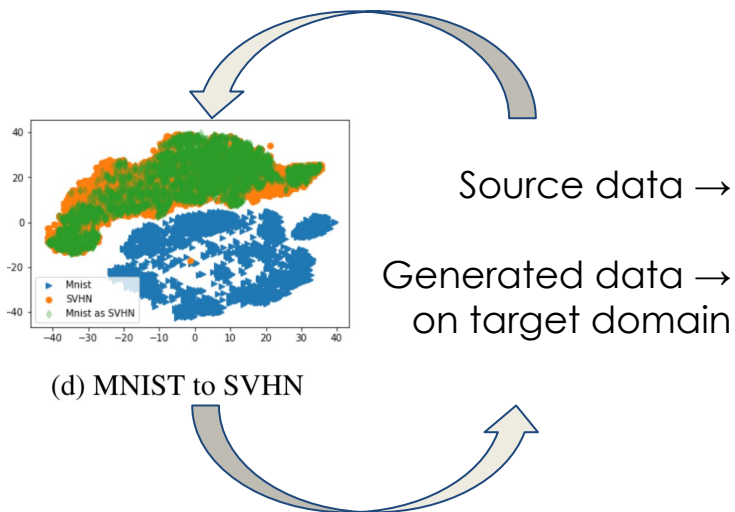 40
20
0
−20
−40
Mnist
SVHN
Mnist as SVHN
−40 −30 −20 −10 0 10 20 30 40
(d) MNIST to SVHN
Source data →
Generated data →
on target domain